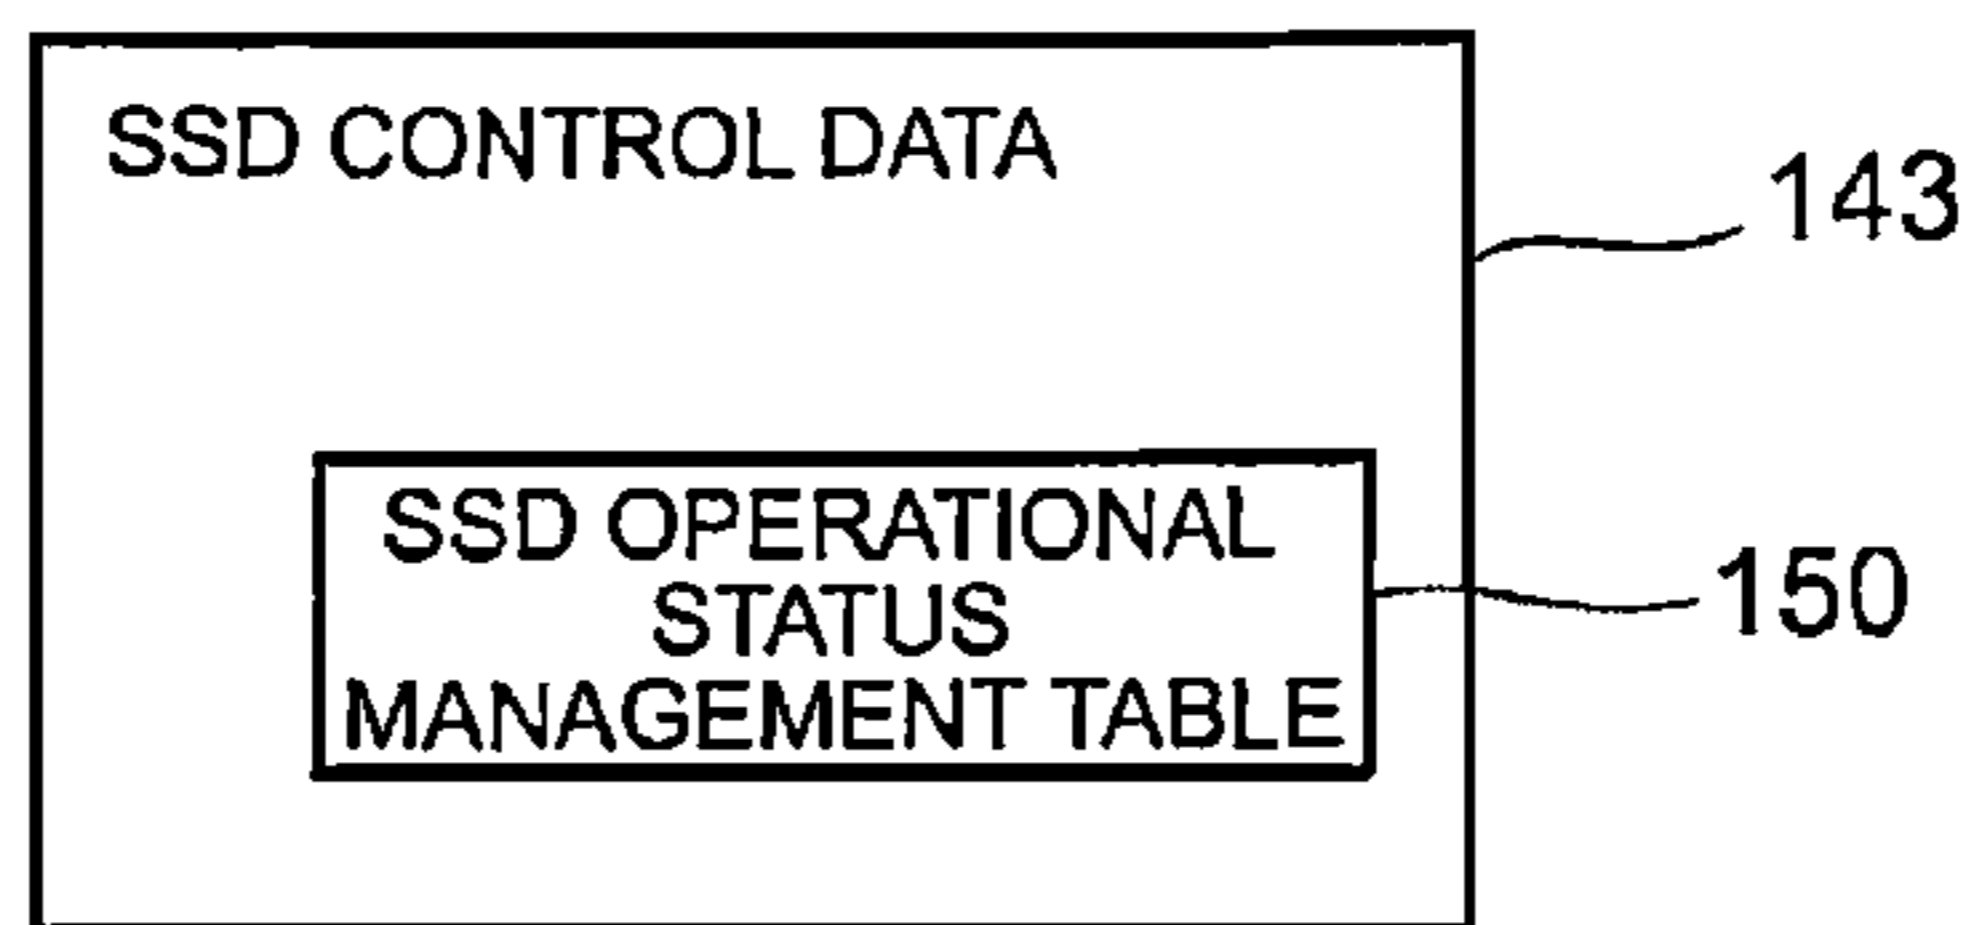 SSD CONTROL DATA
143
SSD OPERATIONAL
STATUS
MANAGEMENT TABLE
150